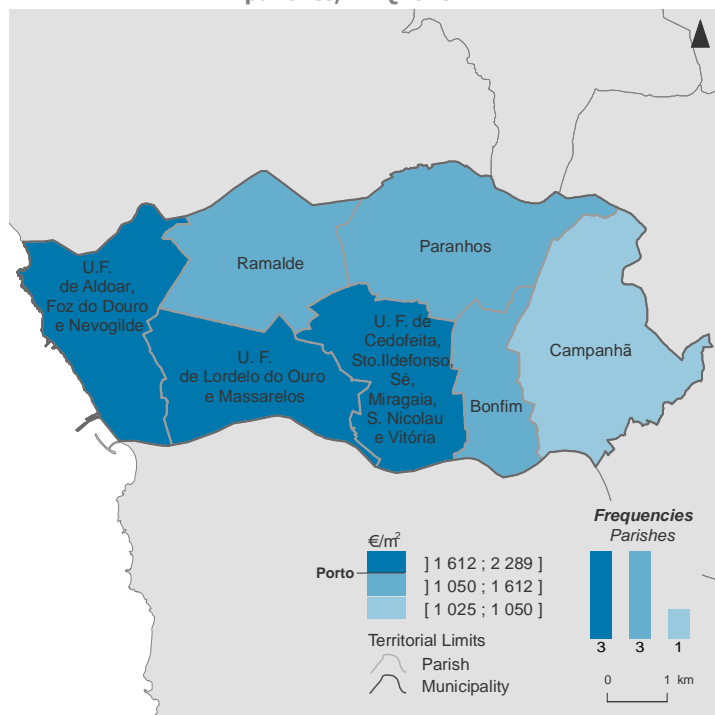 Ramalde
Paranhos
U.F.
de Aldoar,
Foz do Douro
e Nevogilde
U. F.
de Lordelo do Ouro
e Massarelos
U. F. de
Cedofeita,
Sto.Ildefonso,
Sé,
Miragaia,
S. Nicolau
e Vitória
Bonfim
Campanhã
€/m²
Porto
] 1 612 ; 2 289 ]
] 1 050 ; 1 612 ]
[ 1 025 ; 1 050 ]
Territorial Limits
Parish
Municipality
Frequencies
Parishes
3 3 1
0 1 km